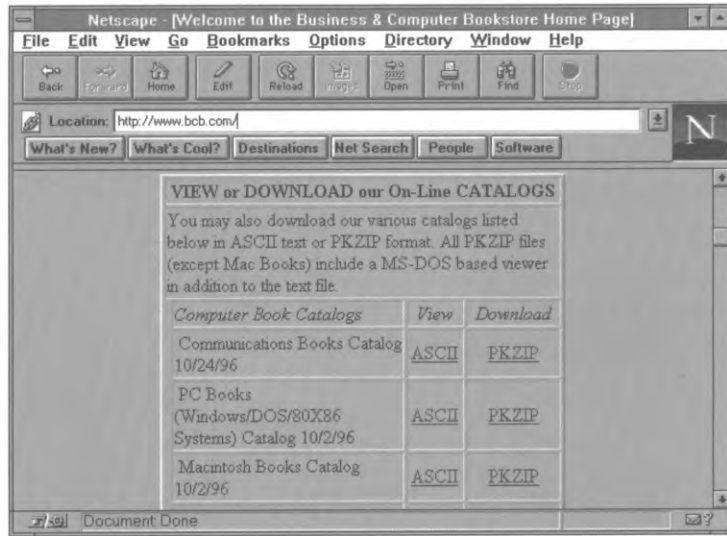 Netscape - [Welcome to the Business & Computer Bookstore Home Page]
File Edit View Go Bookmarks Options Directory Window Help
Back Forward Home Edit Reload Images Open Print Find Stop
Location: http://www.bcb.com/
N
What's New? What's Cool? Destinations Net Search People Software
VIEW or DOWNLOAD our On-Line CATALOGS
You may also download our various catalogs listed
below in ASCII text or PKZIP format. All PKZIP files
(except Mac Books) include a MS-DOS based viewer
in addition to the text file.
Computer Book Catalogs View Download
Communications Books Catalog
10/24/96 ASCII PKZIP
PC Books
(Windows/DOS/80X86 ASCII PKZIP
Systems) Catalog 10/2/96
Macintosh Books Catalog
10/2/96 ASCII PKZIP
Document: Done
?